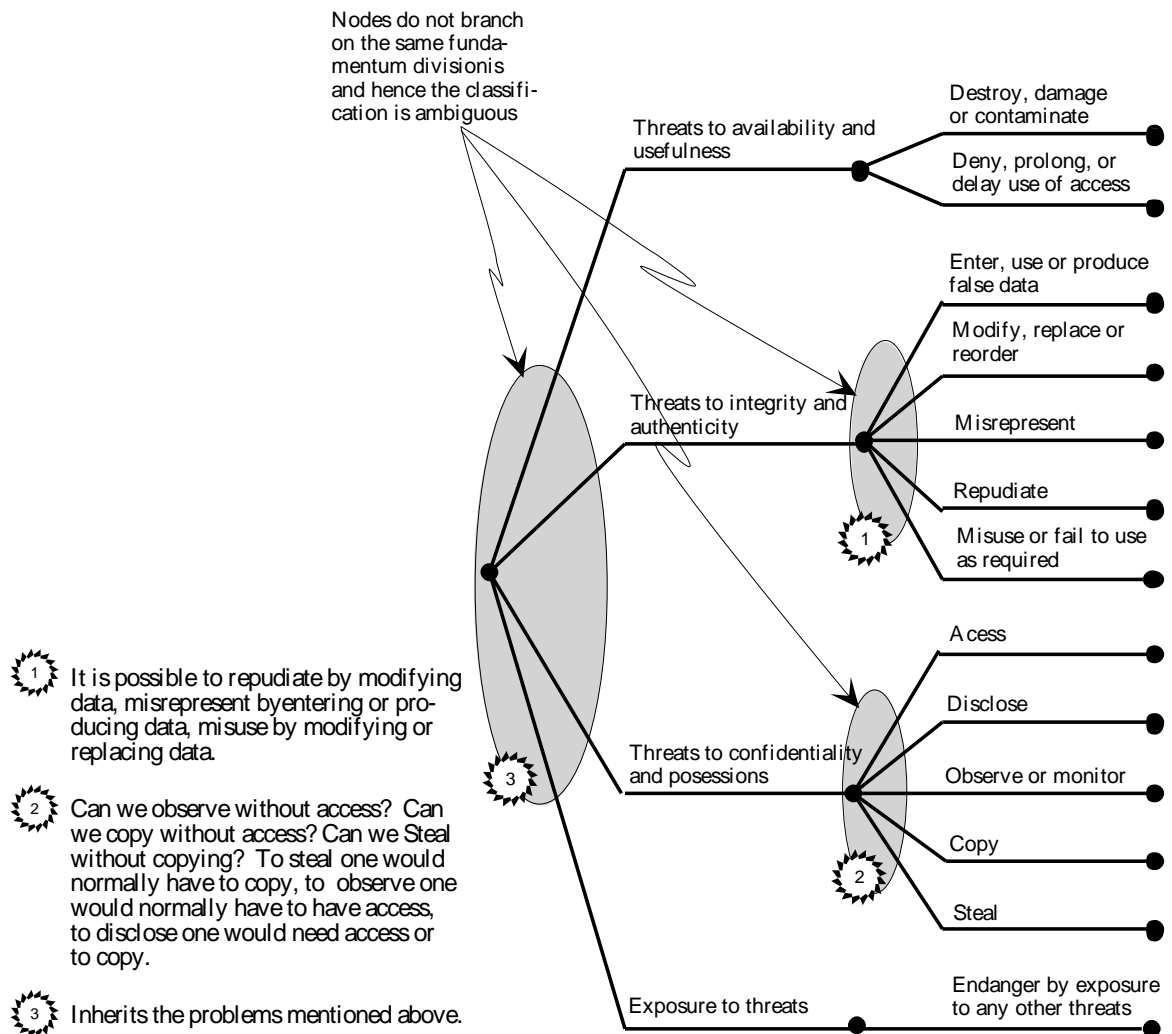 Nodes do not branch
on the same funda-
mentum divisionis
and hence the classifi-
cation is ambiguous
Threats to availability and
usefulness
Destroy, damage
or contaminate
Deny, prolong, or
delay use of access
Threats to integrity and
authenticity
Enter, use or produce
false data
Modify, replace or
reorder
Misrepresent
Repudiate
Misuse or fail to use
as required
1
Threats to confidentiality
and posessions
Acess
Disclose
Observe or monitor
Copy
Steal
2
3
Exposure to threats
Endanger by exposure
to any other threats
1 It is possible to repudiate by modifying
data, misrepresent byentering or pro-
ducing data, misuse by modifying or
replacing data.
2 Can we observe without access? Can
we copy without access? Can we Steal
without copying? To steal one would
normally have to copy, to observe one
would normally have to have access,
to disclose one would need access or
to copy.
3 Inherits the problems mentioned above.